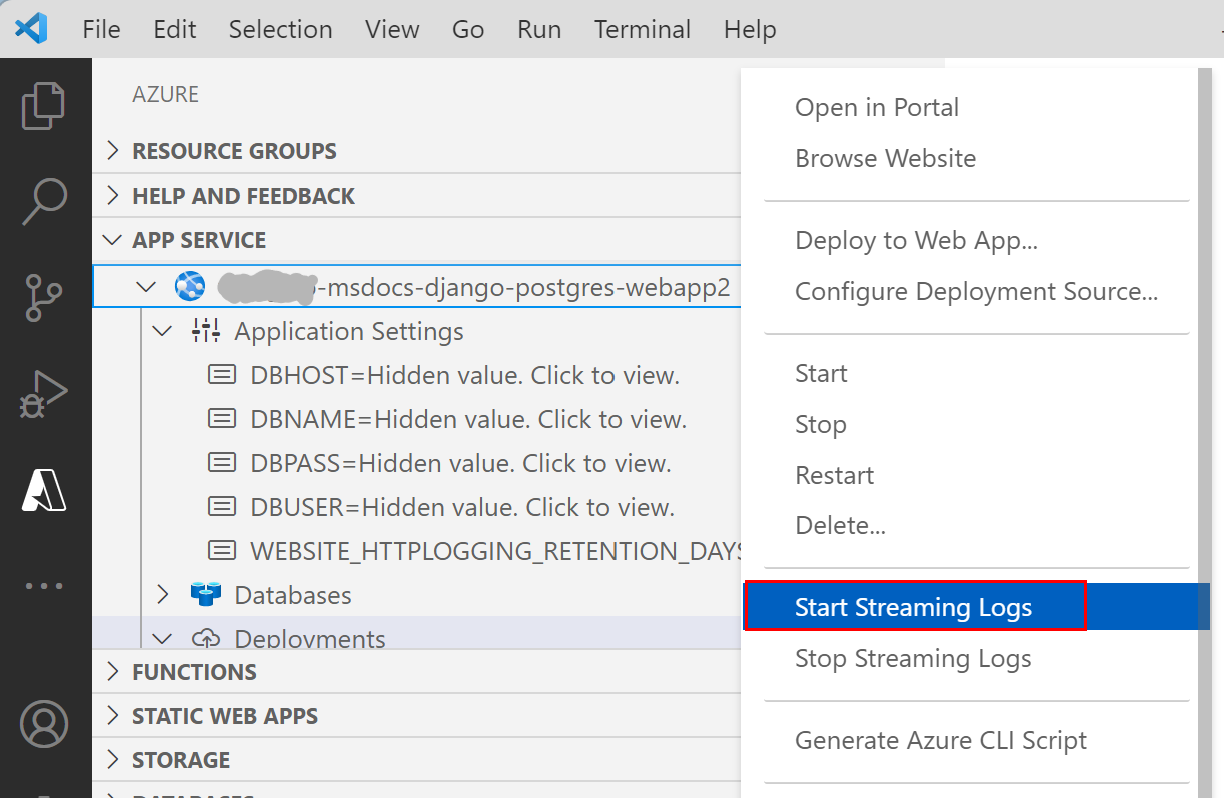 File Edit Selection View Go Run Terminal Help
AZURE
RESOURCE GROUPS
HELP AND FEEDBACK
APP SERVICE
-msdocs-django-postgres-webapp2
Application Settings
DBHOST=Hidden value. Click to view.
DBNAME=Hidden value. Click to view.
DBPASS=Hidden value. Click to view.
DBUSER=Hidden value. Click to view.
WEBSITE_HTTPLOGGING_RETENTION_DAYS
Databases
Deployments
FUNCTIONS
STATIC WEB APPS
STORAGE
DATABASES
Open in Portal
Browse Website
Deploy to Web App...
Configure Deployment Source...
Start
Stop
Restart
Delete...
Start Streaming Logs
Stop Streaming Logs
Generate Azure CLI Script